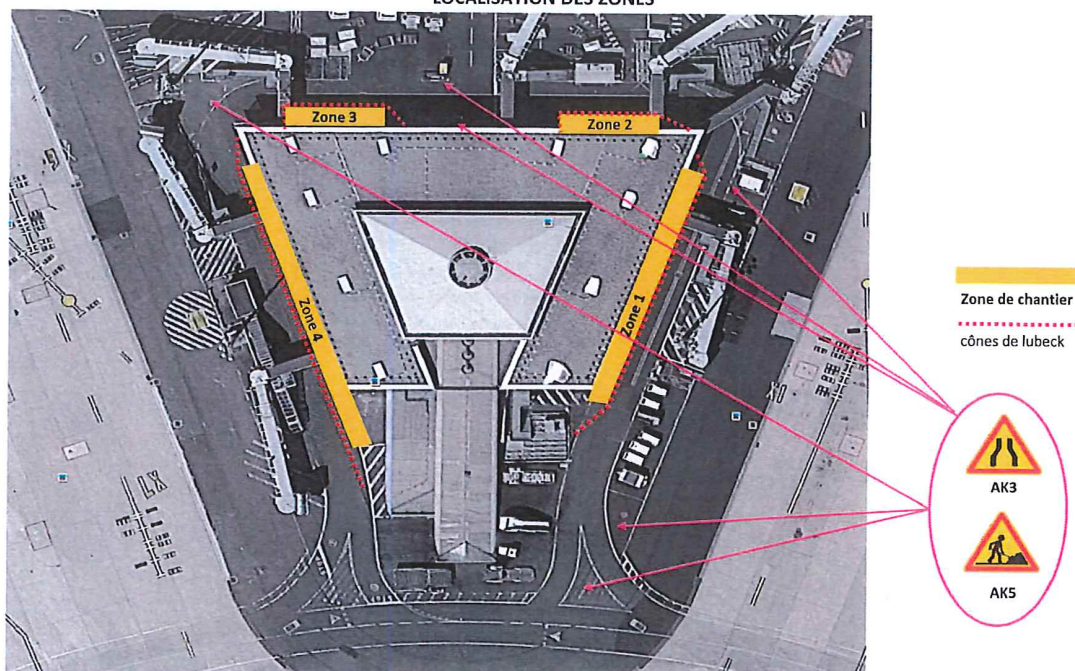 LOCALISATION DES ZONES
Zone 3
Zone 2
Zone 4
Zone 1
Zone de chantier
cônes de lubeck
AK3
AK5
LX